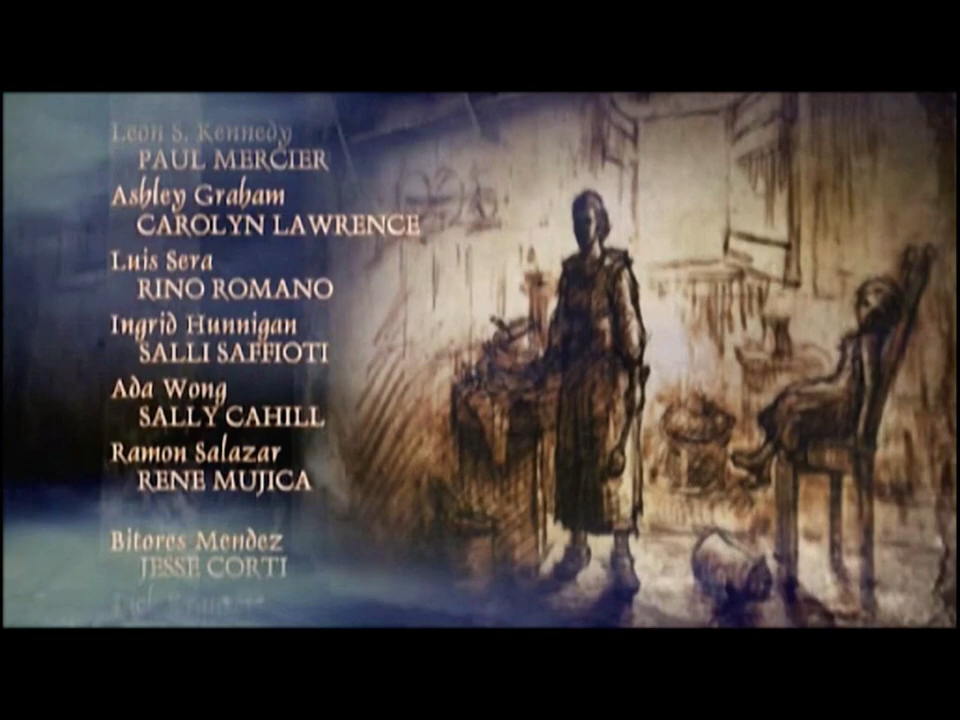 Leon S. Kennedy
PAUL MERCIER
Ashley Graham
CAROLYN LAWRENCE
Luis Sera
RINO ROMANO
Ingrid Hunnigan
SALLI SAFFIOTI
Ada Wong
SALLY CAHILL
Ramon Salazar
RENE MUJICA
Bitores Mendez
JESSE CORTI